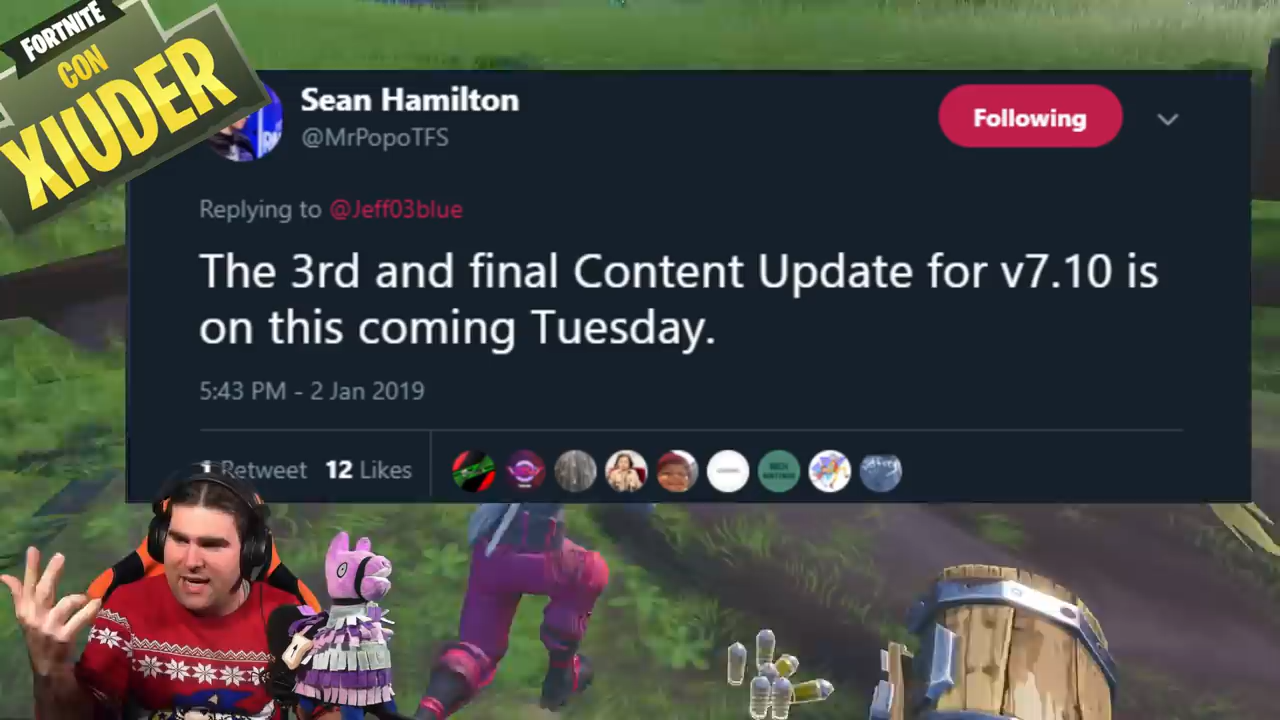 FORTNITE
CON
XIUDER
Sean Hamilton
@MrPopoTFS
Following
Replying to @Jeff03blue
The 3rd and final Content Update for v7.10 is
on this coming Tuesday.
5:43 PM - 2 Jan 2019
1 Retweet 12 Likes